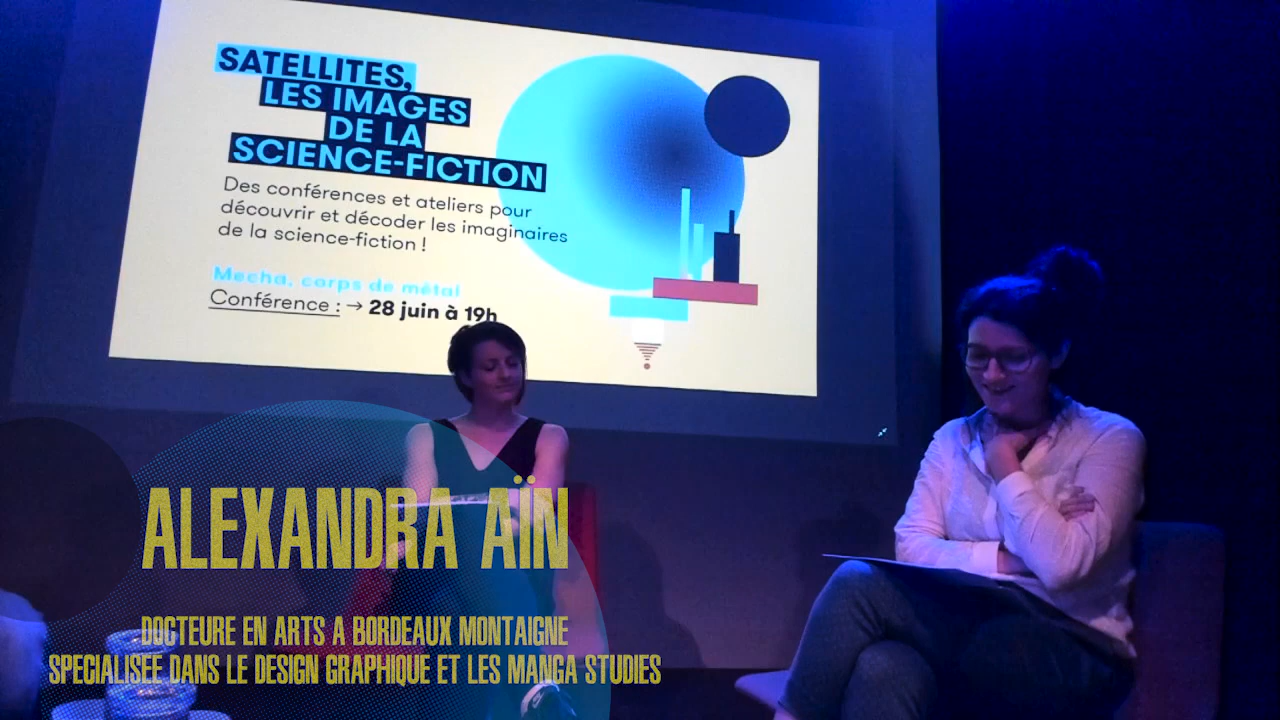 SATELLITES,
LES IMAGES
DE LA
SCIENCE-FICTION
Des conférences et ateliers pour
découvrir et décoder les imaginaires
de la science-fiction !
Mecha, corps de métal
Conférence : → 28 juin à 19h
ALEXANDRA AÏN
DOCTEURE EN ARTS A BORDEAUX MONTAIGNE
SPECIALISEE DANS LE DESIGN GRAPHIQUE ET LES MANGA STUDIES